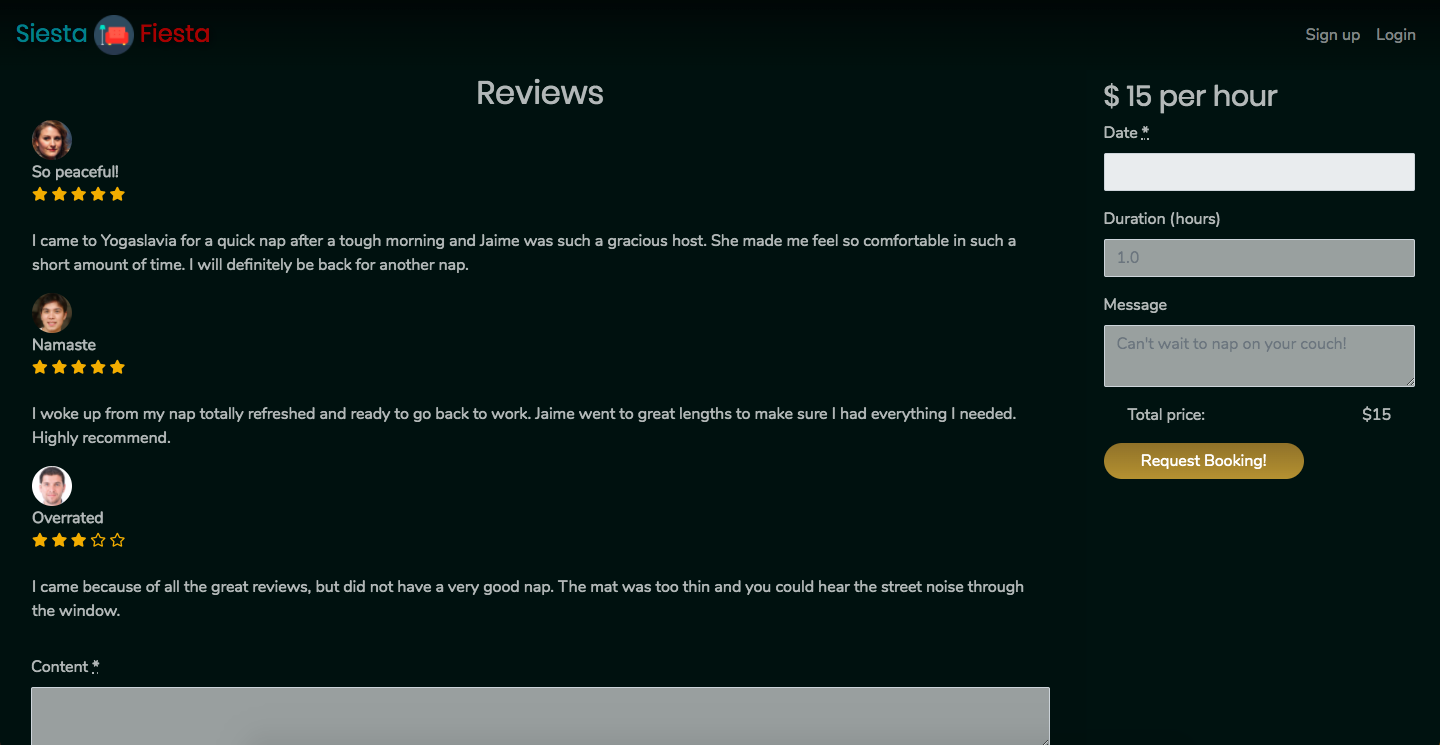 Siesta Fiesta
Sign up Login
Reviews
So peaceful!
I came to Yogaslavia for a quick nap after a tough morning and Jaime was such a gracious host. She made me feel so comfortable in such a
short amount of time. I will definitely be back for another nap.
Namaste
I woke up from my nap totally refreshed and ready to go back to work. Jaime went to great lengths to make sure I had everything I needed.
Highly recommend.
Overrated
I came because of all the great reviews, but did not have a very good nap. The mat was too thin and you could hear the street noise through
the window.
Content *
$ 15 per hour
Date *
Duration (hours)
1.0
Message
Can't wait to nap on your couch!
Total price: $15
Request Booking!